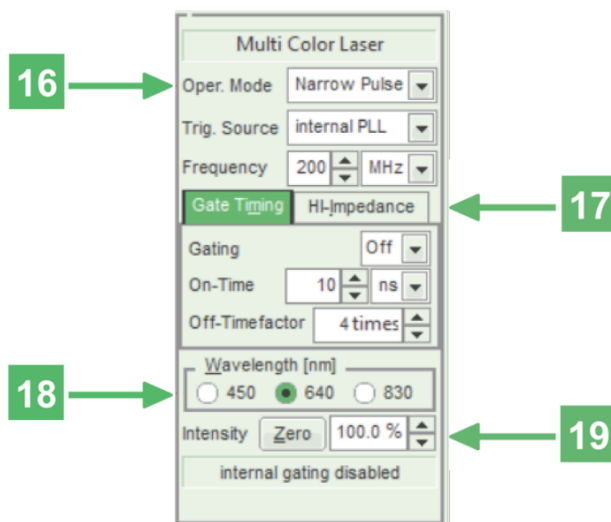 Multi Color Laser
16
Oper. Mode Narrow Pulse
Trig. Source internal PLL
Frequency 200 MHz
Gate Timing HI-Impedance
17
Gating Off
On-Time 10 ns
Off-Timefactor 4 times
Wavelength [nm]
18
450 640 830
Intensity Zero 100.0 %
19
internal gating disabled